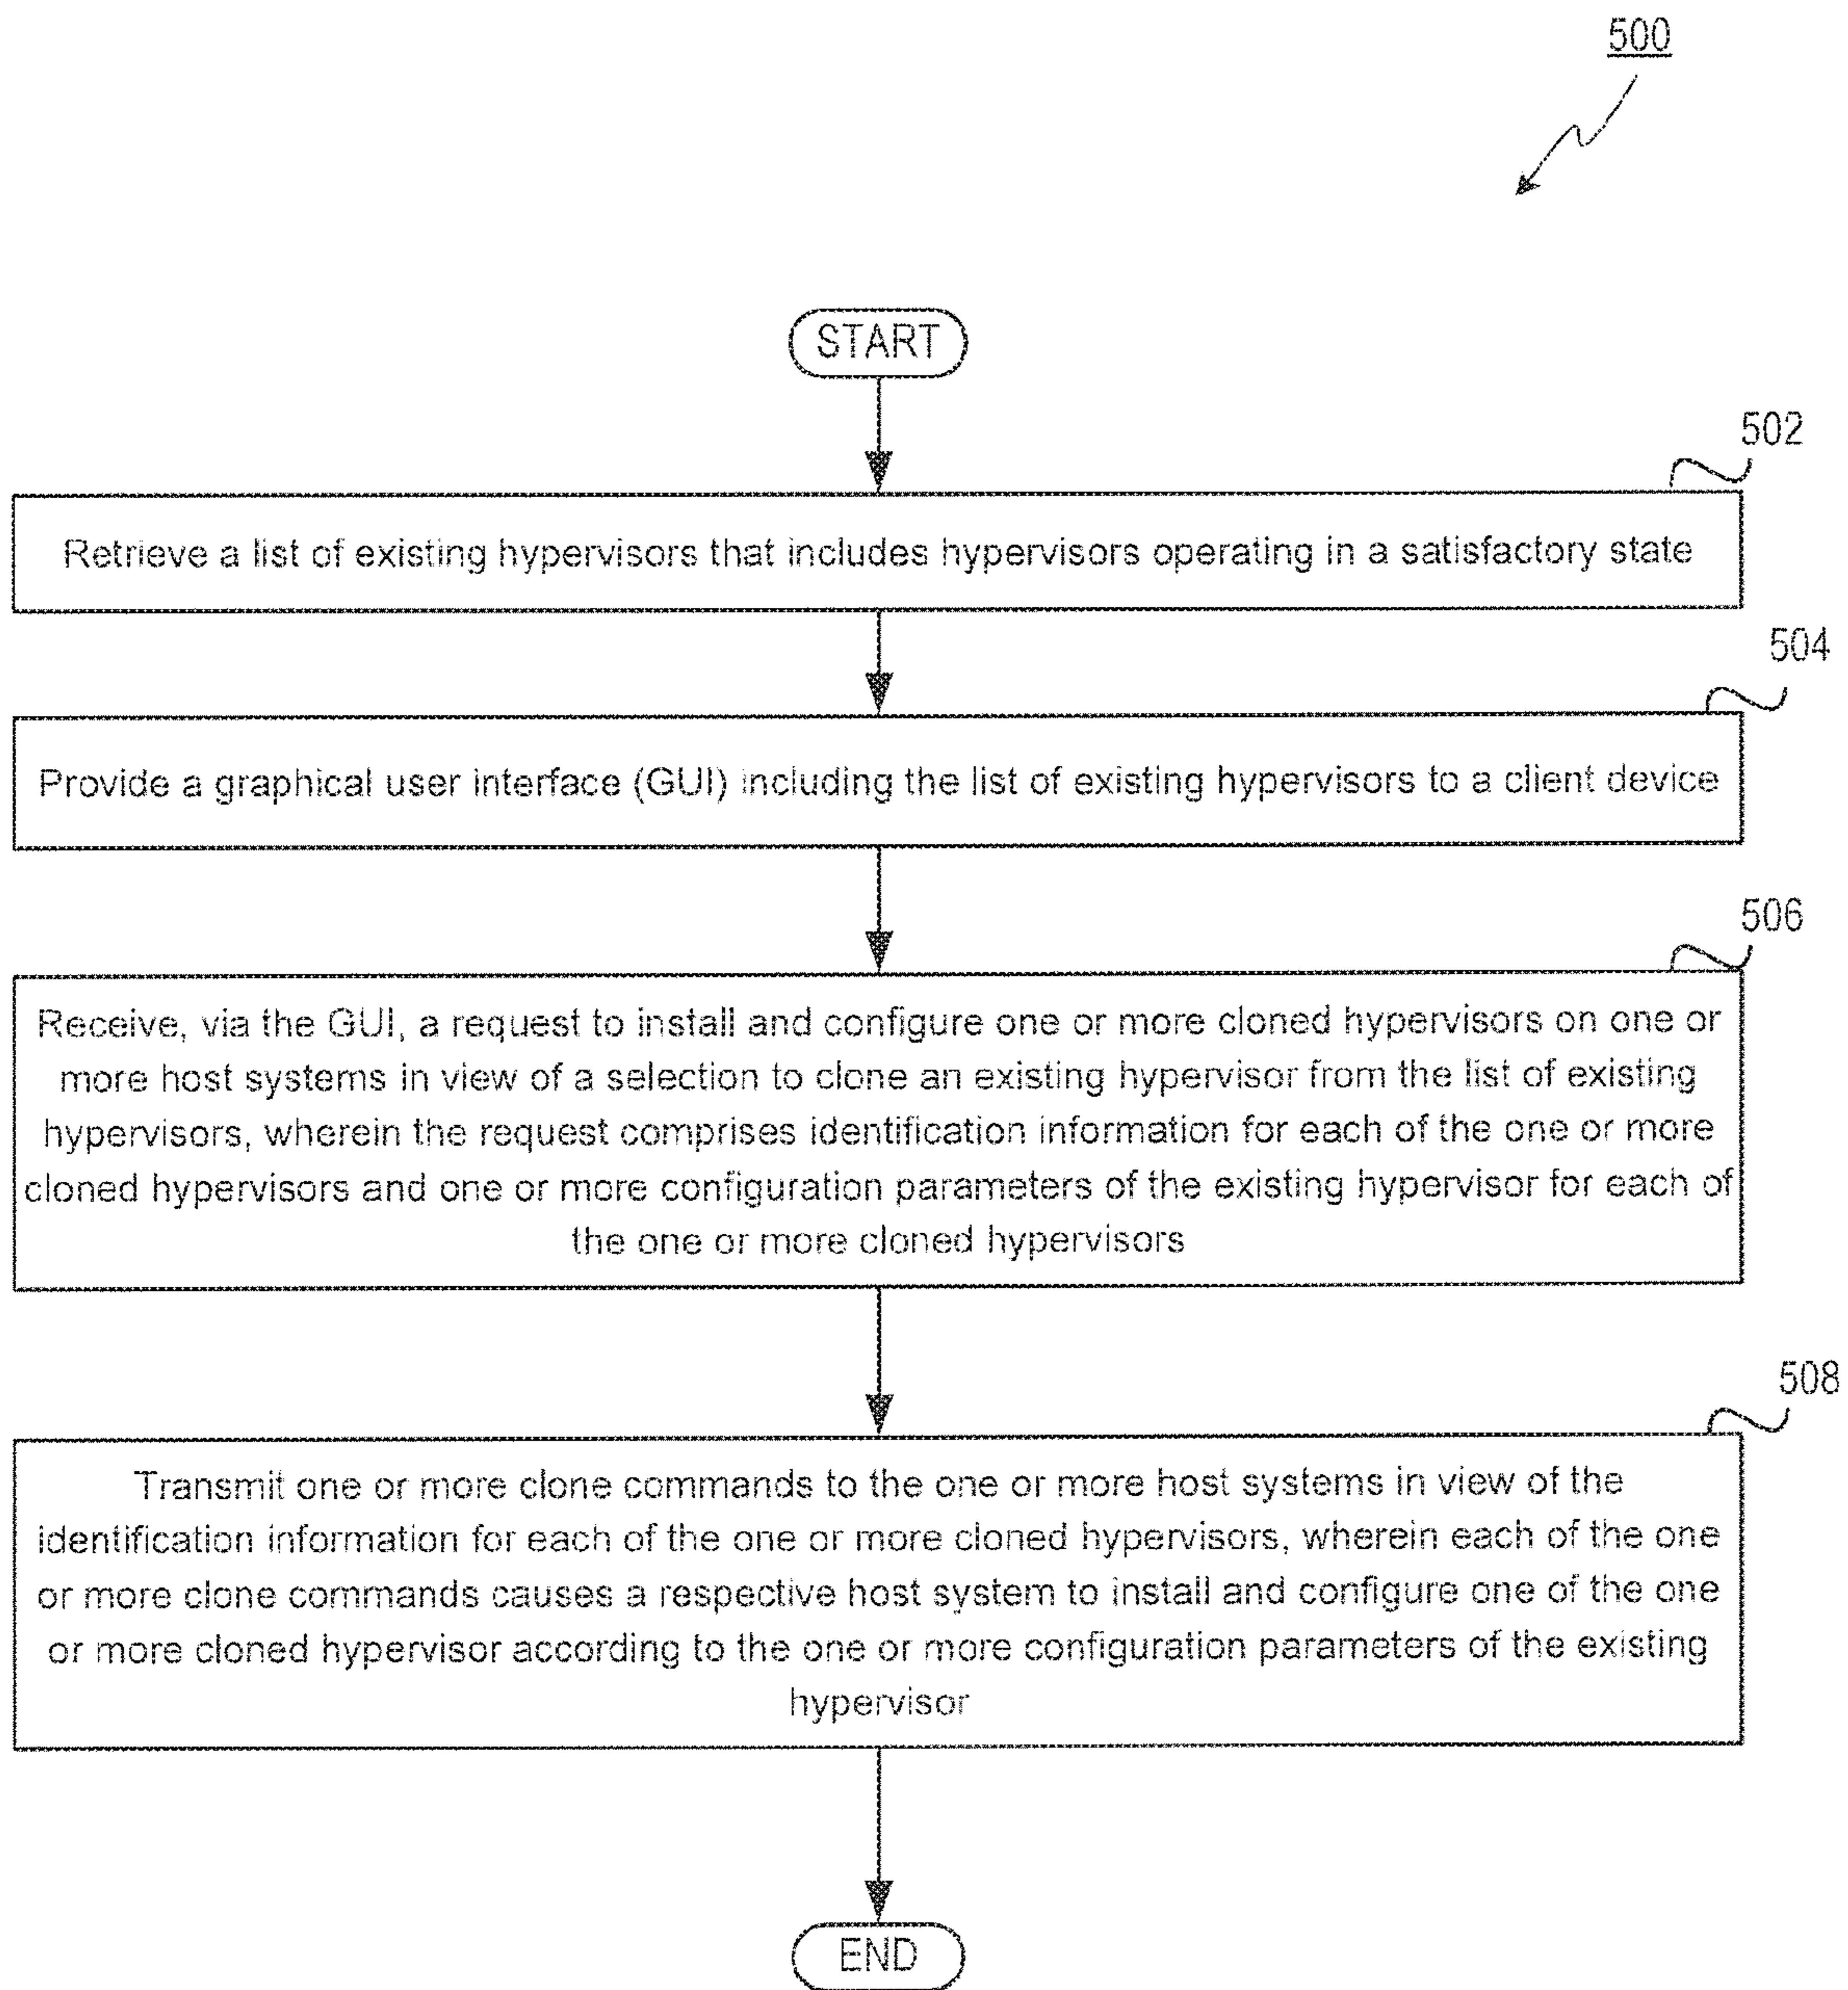 500
START
502
Retrieve a list of existing hypervisors that includes hypervisors operating in a satisfactory state
504
Provide a graphical user interface (GUI) including the list of existing hypervisors to a client device
506
Receive, via the GUI, a request to install and configure one or more cloned hypervisors on one or
more host systems in view of a selection to clone an existing hypervisor from the list of existing
hypervisors, wherein the request comprises identification information for each of the one or more
cloned hypervisors and one or more configuration parameters of the existing hypervisor for each of
the one or more cloned hypervisors
508
Transmit one or more clone commands to the one or more host systems in view of the
identification information for each of the one or more cloned hypervisors, wherein each of the one
or more clone commands causes a respective host system to install and configure one of the one
or more cloned hypervisor according to the one or more configuration parameters of the existing
hypervisor
END